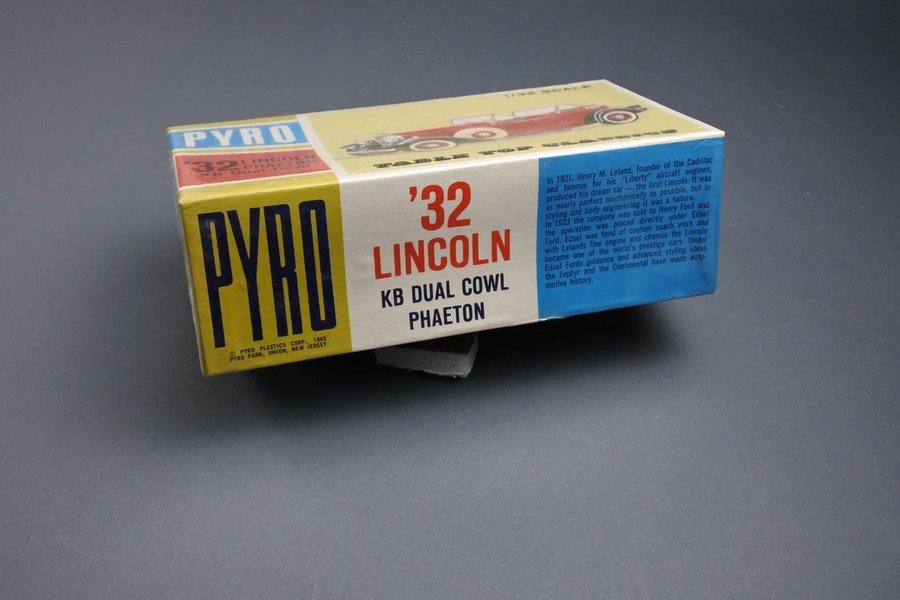 1/32 SCALE
PYRO
'32 LINCOLN
TABLE TOP CLASSICS
PYRO
© PYRO PLASTICS CORP. 1965
PYRO PARK, UNION, NEW JERSEY
'32
LINCOLN
KB DUAL COWL
PHAETON
In 1921, Henry M. Leland, founder of the Cadillac
and famous for his "Liberty" aircraft engines,
produced his dream car — the first Lincoln. It was
as nearly perfect mechanically as possible, but in
styling and body engineering it was a failure.
In 1923 the company was sold to Henry Ford and
the operation was placed directly under Edsel
Ford. Edsel was fond of custom coach work and
with Lelands fine engine and chassis the Lincoln
became one of the world's prestige cars. Under
Edsel Fords guidance and advanced styling ideas
the Zephyr and the Continental have made auto-
motive history.